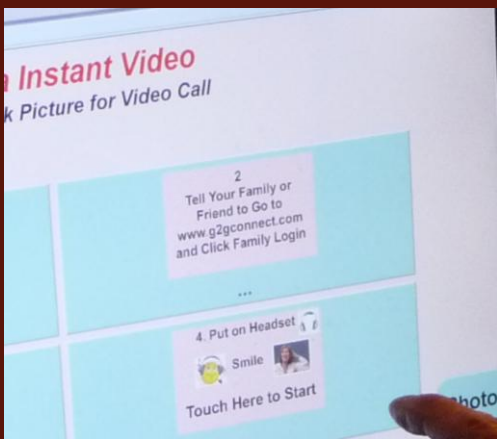 Instant Video
Picture for Video Call
2
Tell Your Family or
Friend to Go to
www.g2gconnect.com
and Click Family Login
...
4. Put on Headset
Smile
Touch Here to Start